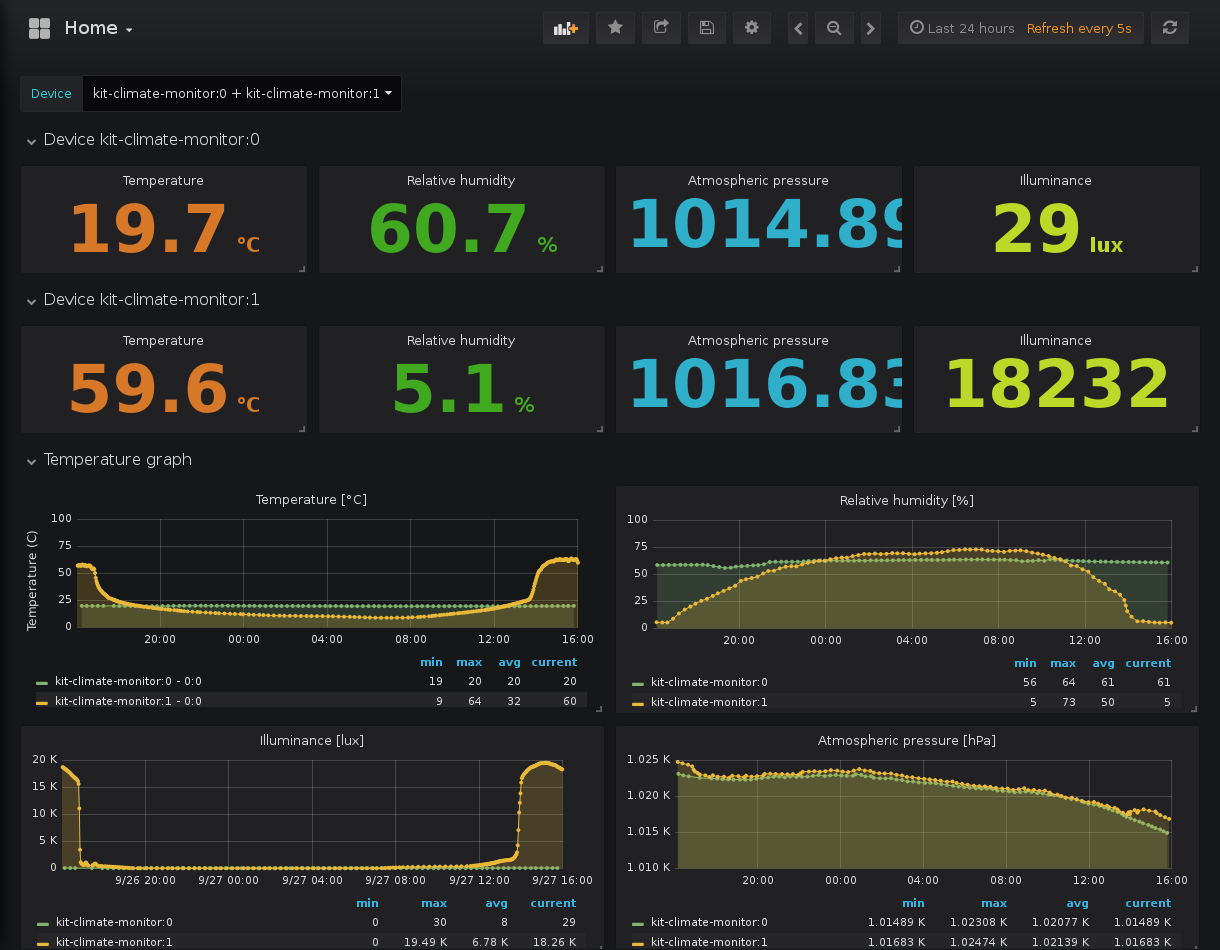 Home
Last 24 hours Refresh every 5s
Device kit-climate-monitor:0 + kit-climate-monitor:1
Device kit-climate-monitor:0
Temperature Relative humidity Atmospheric pressure Illuminance
19.7 °C 60.7 % 1014.89 29 lux
Device kit-climate-monitor:1
Temperature Relative humidity Atmospheric pressure Illuminance
59.6 °C 5.1 % 1016.83 18232
Temperature graph
Temperature [°C]
Temperature (C)
100
75
50
25
0
20:00 00:00 04:00 08:00 12:00 16:00
min max avg current
kit-climate-monitor:0 - 0:0 19 20 20 20
kit-climate-monitor:1 - 0:0 9 64 32 60
Relative humidity [%]
100
75
50
25
0
20:00 00:00 04:00 08:00 12:00 16:00
min max avg current
kit-climate-monitor:0 56 64 61 61
kit-climate-monitor:1 5 73 50 5
Illuminance [lux]
20 K
15 K
10 K
5 K
0
9/26 20:00 9/27 00:00 9/27 04:00 9/27 08:00 9/27 12:00 9/27 16:00
min max avg current
kit-climate-monitor:0 0 30 8 29
kit-climate-monitor:1 0 19.49 K 6.78 K 18.26 K
Atmospheric pressure [hPa]
1.025 K
1.020 K
1.015 K
1.010 K
20:00 00:00 04:00 08:00 12:00 16:00
min max avg current
kit-climate-monitor:0 1.01489 K 1.02308 K 1.02077 K 1.01489 K
kit-climate-monitor:1 1.01683 K 1.02474 K 1.02139 K 1.01683 K